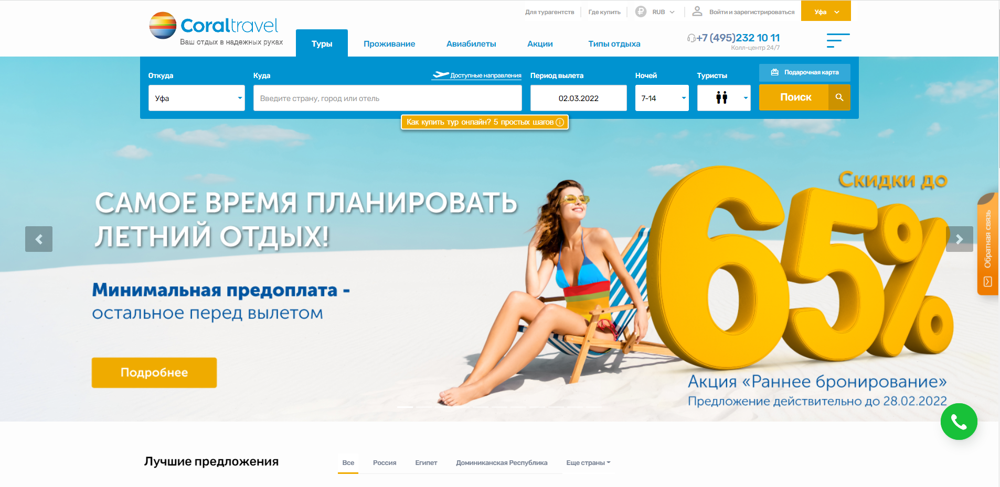 Для турагентств
Где купить
RUB
Войти и зарегистрироваться
Уфа
Coraltravel
Ваш отдых в надежных руках
Туры
Проживание
Авиабилеты
Акции
Типы отдыха
+7 (495)232 10 11
Колл-центр 24/7
Откуда
Куда
Доступные направления
Период вылета
Ночей
Туристы
Подарочная карта
Уфа
Введите страну, город или отель
02.03.2022
7-14
Поиск
Как купить тур онлайн? 5 простых шагов
Скидки до
65%
САМОЕ ВРЕМЯ ПЛАНИРОВАТЬ
ЛЕТНИЙ ОТДЫХ!
Обратная связь
Минимальная предоплата -
остальное перед вылетом
Подробнее
Акция «Раннее бронирование»
Предложение действительно до 28.02.2022
Лучшие предложения
Все
Россия
Египет
Доминиканская Республика
Еще страны